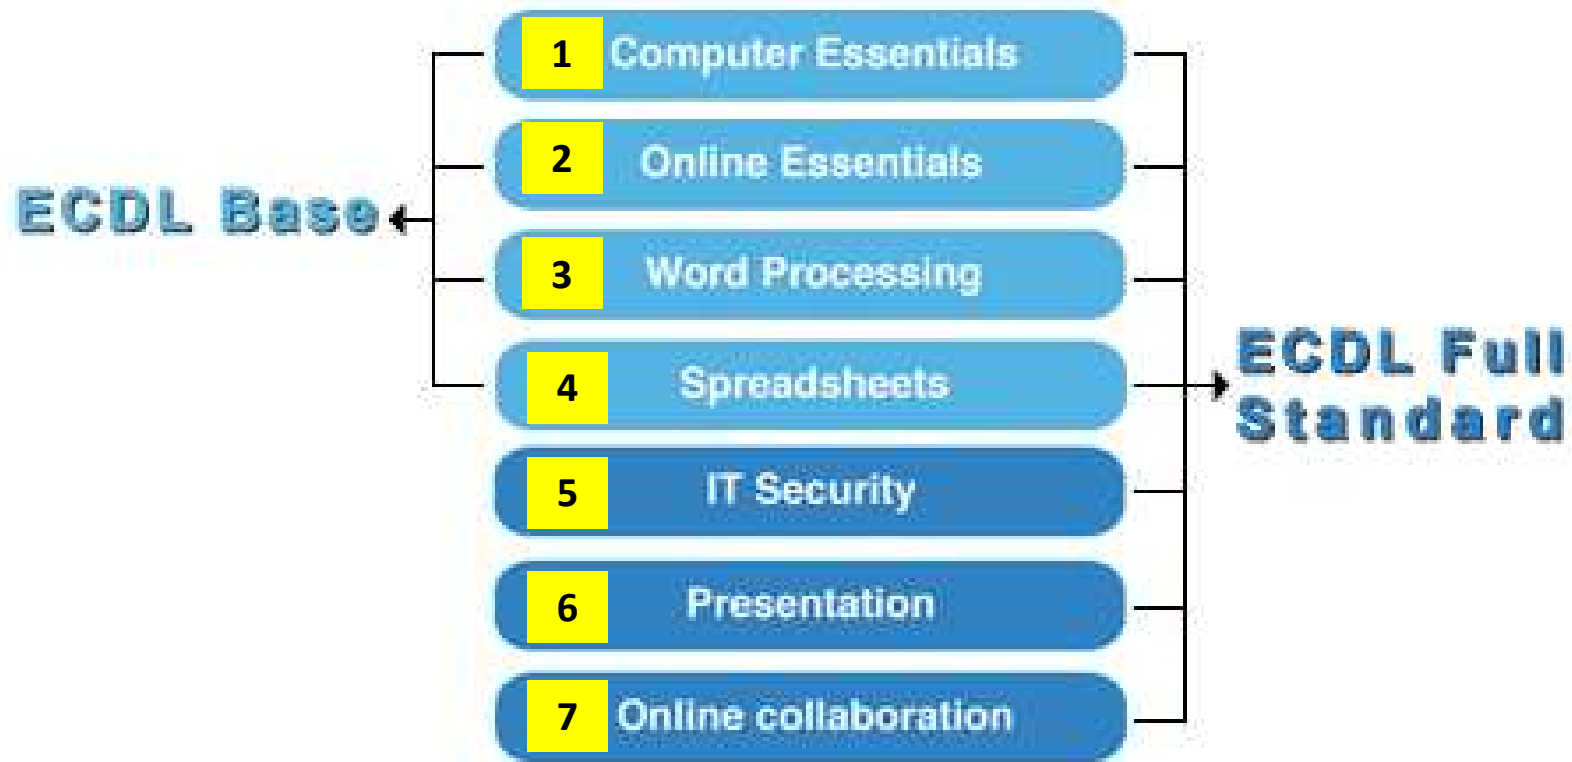 1 Computer Essentials
2 Online Essentials
ECDL Base
3 Word Processing
4 Spreadsheets
ECDL Full
Standard
5 IT Security
6 Presentation
7 Online collaboration